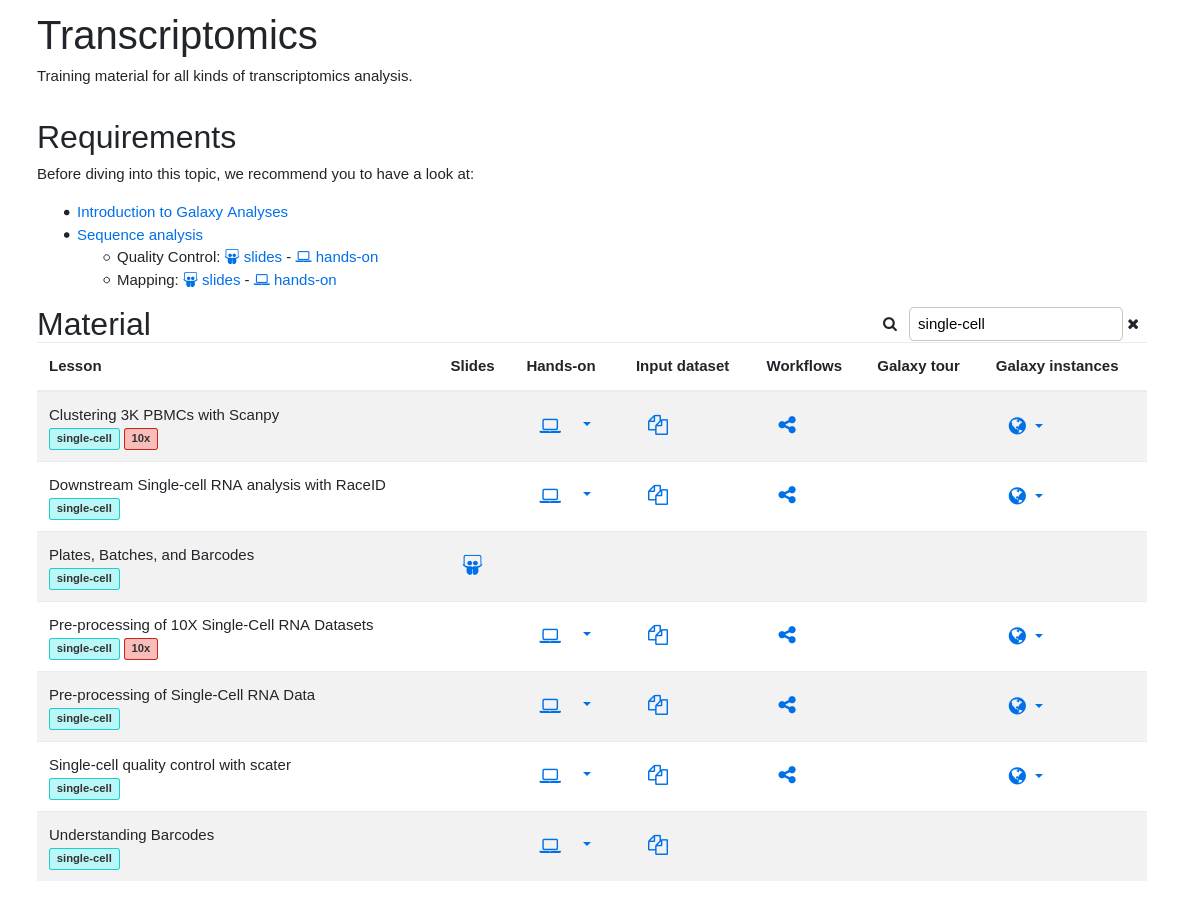 Transcriptomics
Training material for all kinds of transcriptomics analysis.
Requirements
Before diving into this topic, we recommend you to have a look at:
Introduction to Galaxy Analyses
Sequence analysis
Quality Control: slides - hands-on
Mapping: slides - hands-on
Material single-cell
Lesson Slides Hands-on Input dataset Workflows Galaxy tour Galaxy instances
Clustering 3K PBMCs with Scanpy
single-cell 10x
Downstream Single-cell RNA analysis with RaceID
single-cell
Plates, Batches, and Barcodes
single-cell
Pre-processing of 10X Single-Cell RNA Datasets
single-cell 10x
Pre-processing of Single-Cell RNA Data
single-cell
Single-cell quality control with scater
single-cell
Understanding Barcodes
single-cell